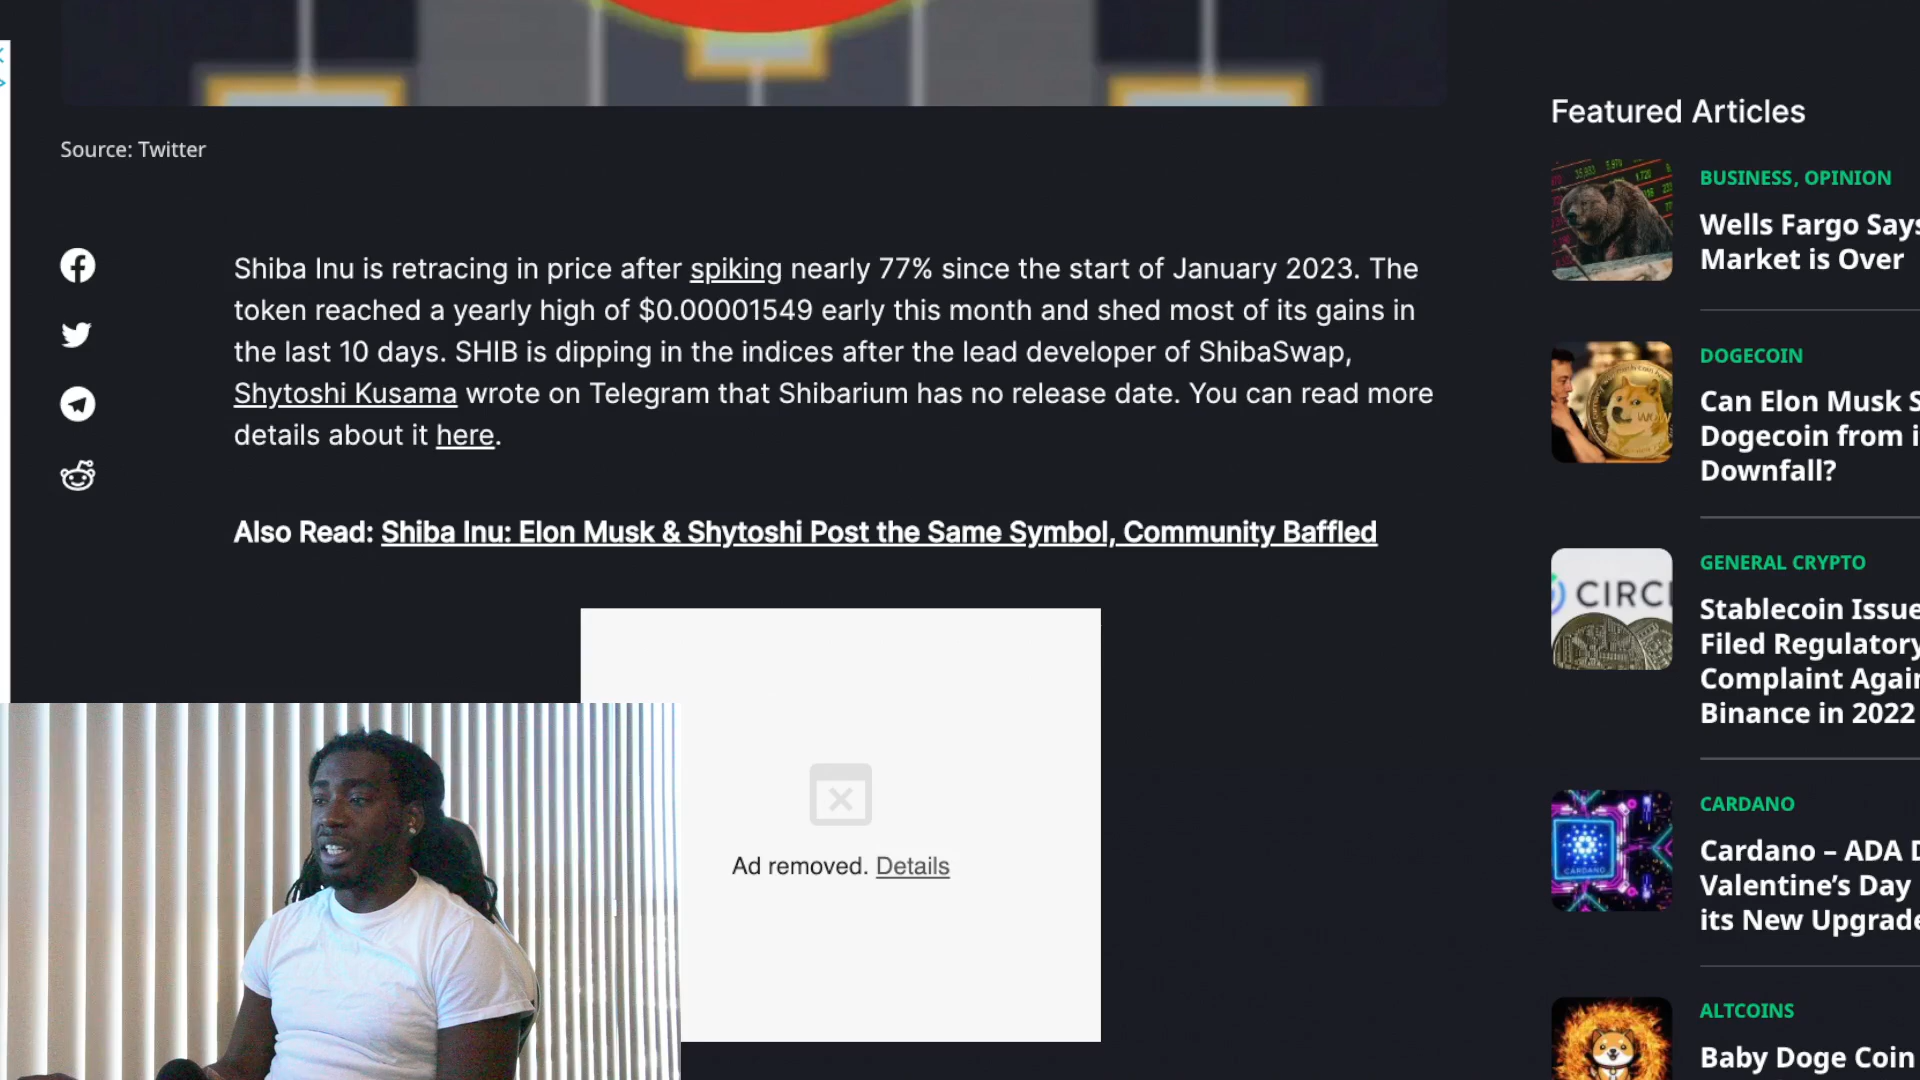 Source: Twitter
Shiba Inu is retracing in price after spiking nearly 77% since the start of January 2023. The
token reached a yearly high of $0.00001549 early this month and shed most of its gains in
the last 10 days. SHIB is dipping in the indices after the lead developer of ShibaSwap,
Shytoshi Kusama wrote on Telegram that Shibarium has no release date. You can read more
details about it here.
Also Read: Shiba Inu: Elon Musk & Shytoshi Post the Same Symbol, Community Baffled
Ad removed. Details
Featured Articles
BUSINESS, OPINION
Wells Fargo Says
Market is Over
DOGECOIN
Can Elon Musk S
Dogecoin from i
Downfall?
CIRC
GENERAL CRYPTO
Stablecoin Issue
Filed Regulatory
Complaint Again
Binance in 2022
CARDANO
CARDANO
Cardano – ADA D
Valentine’s Day
its New Upgrade
ALTCOINS
Baby Doge Coin